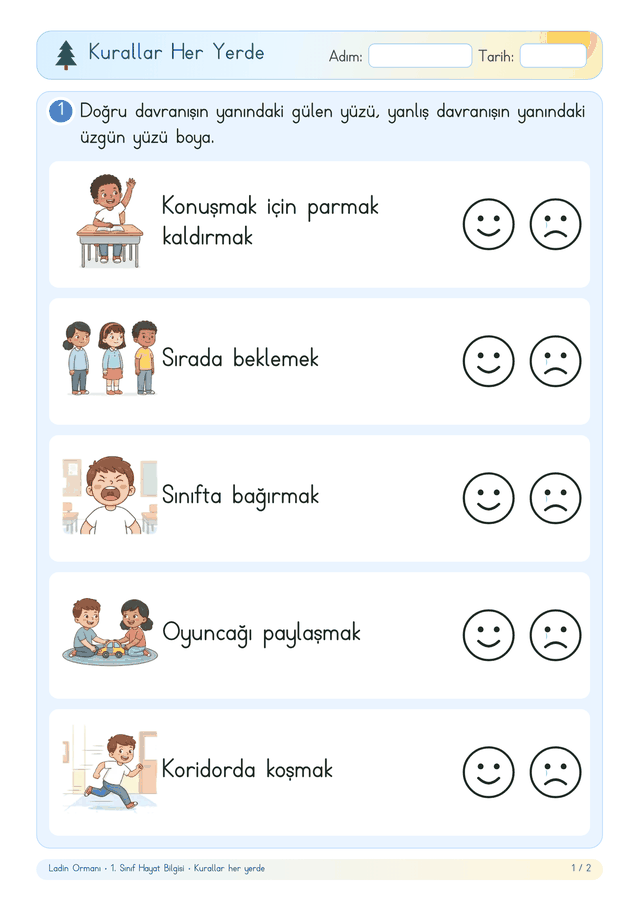 Kurallar Her Yerde
Adım:
Tarih:
1
Doğru davranışın yanındaki gülen yüzü, yanlış davranışın yanındaki
üzgün yüzü boya.
Konuşmak için parmak
kaldırmak
Sırada beklemek
Sınıfta bağırmak
Oyuncağı paylaşmak
Koridorda koşmak
Ladin Ormanı • 1. Sınıf Hayat Bilgisi • Kurallar her yerde
1 / 2